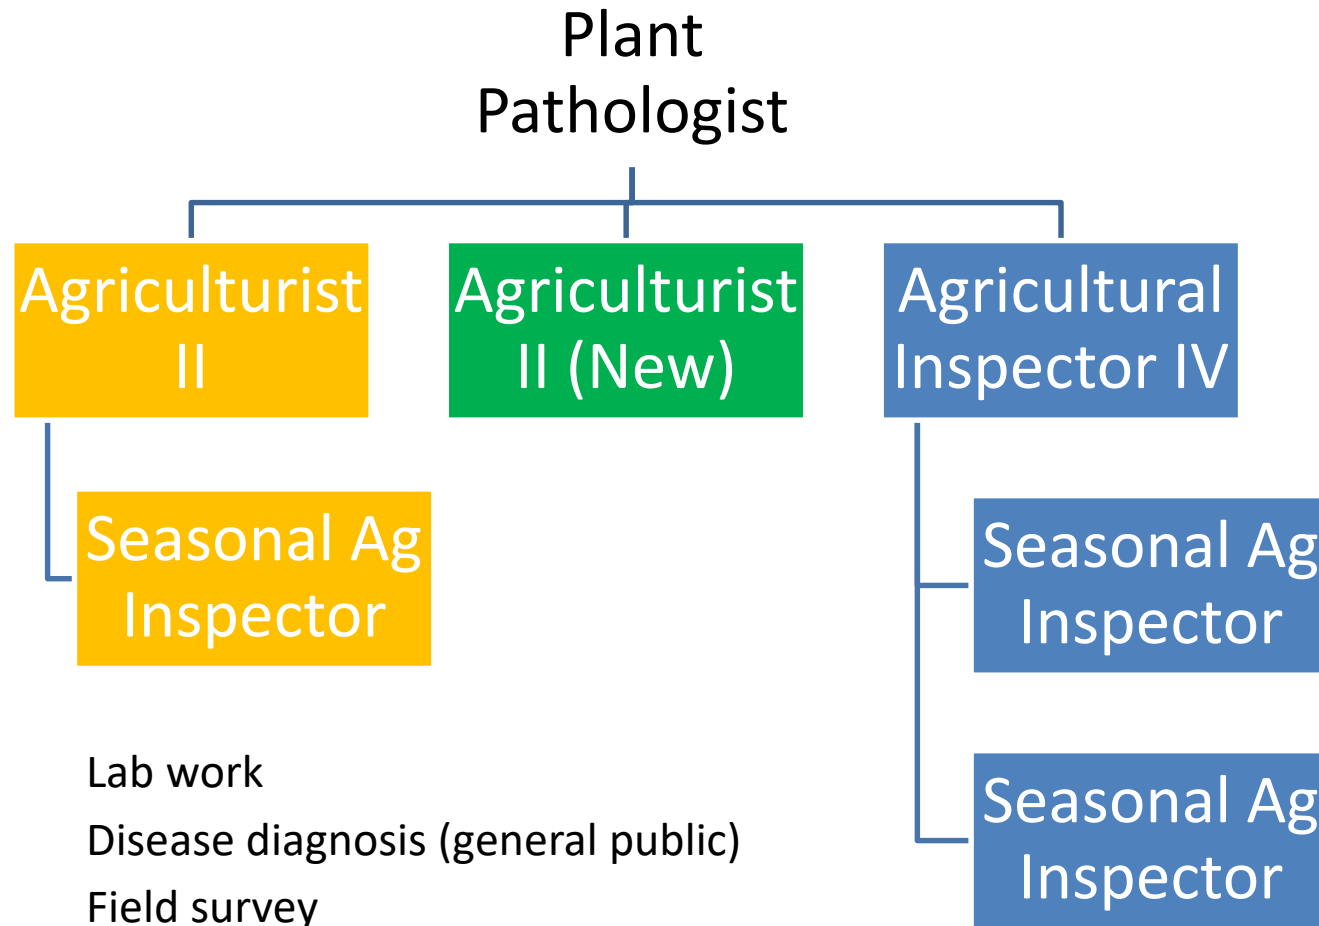 Plant
Pathologist
Agriculturist
II
Agriculturist
II (New)
Agricultural
Inspector IV
Seasonal Ag
Inspector
Seasonal Ag
Inspector
Seasonal Ag
Inspector
Lab work
Disease diagnosis (general public)
Field survey